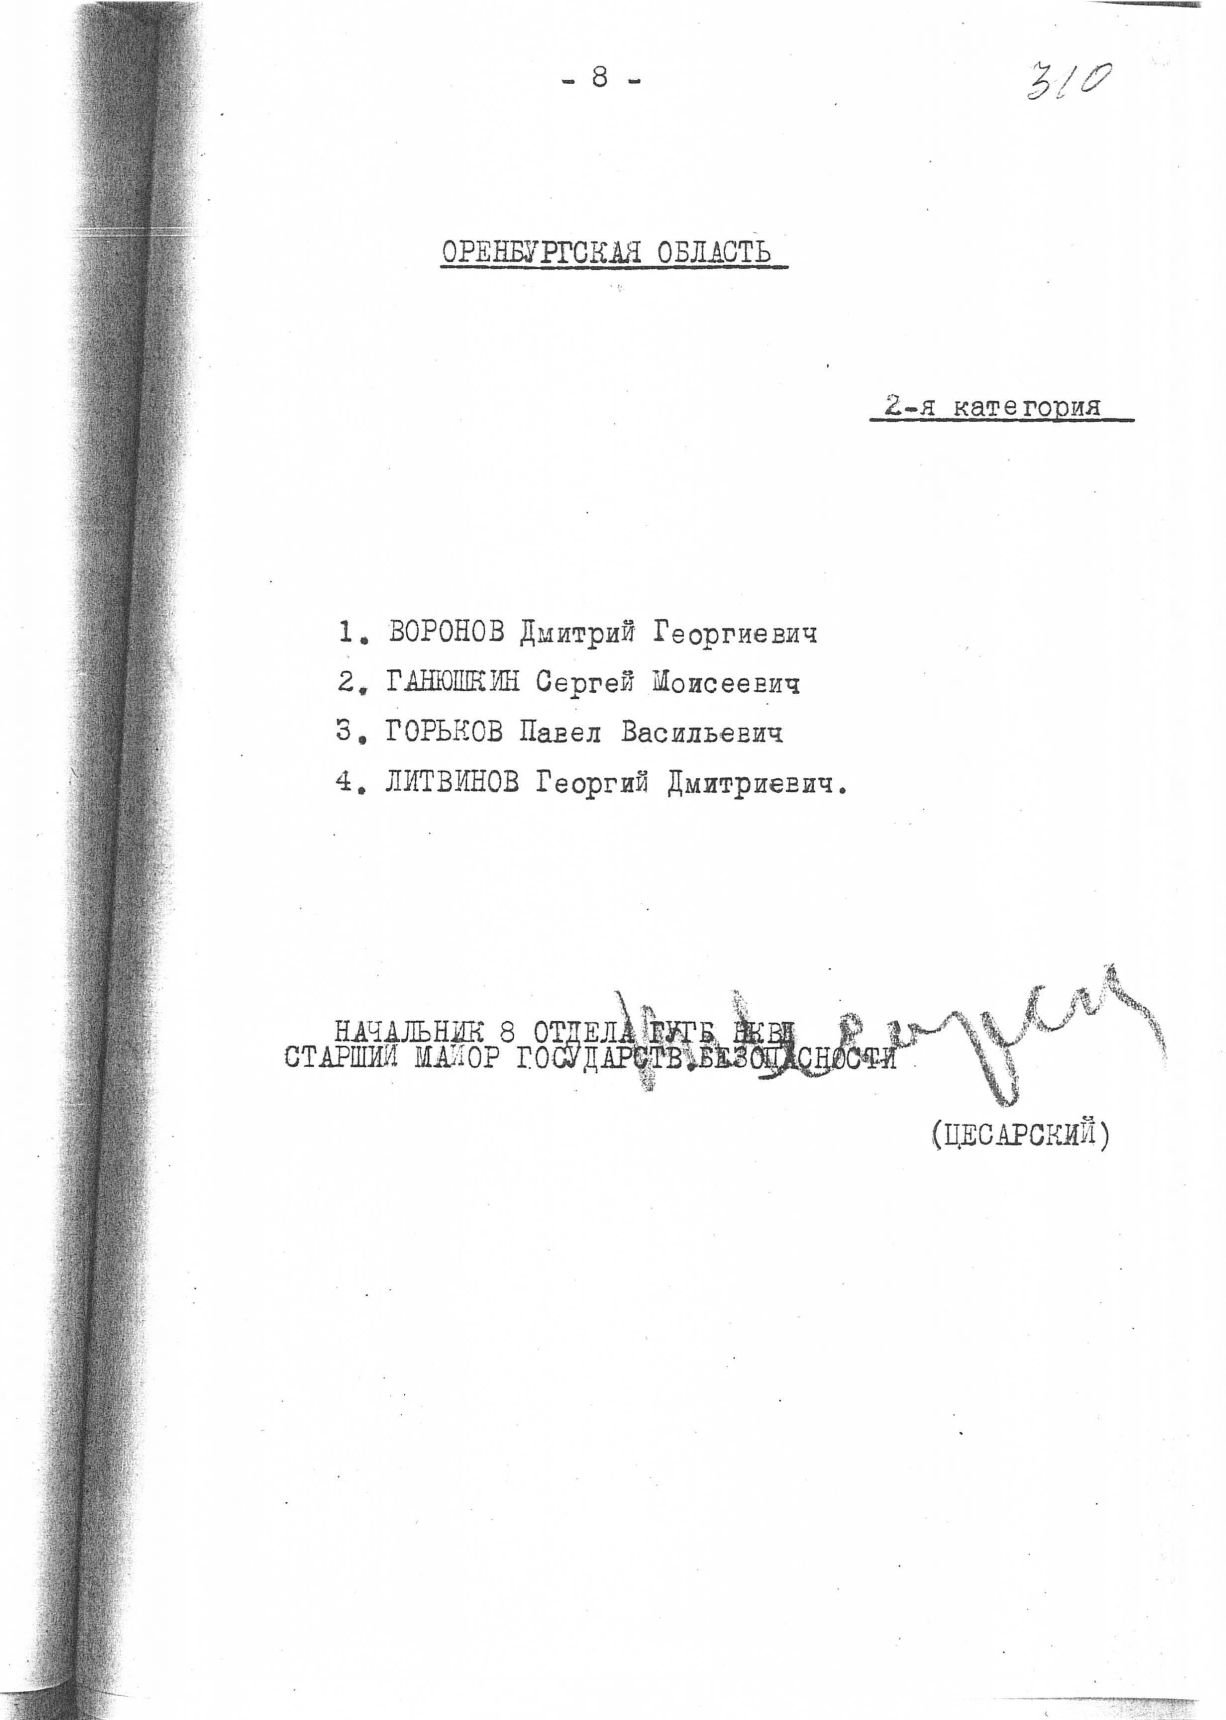 - 8 -
310
ОРЕНБУРГСКАЯ ОБЛАСТЬ
2-я категория
1. ВОРОНОВ Дмитрий Георгиевич
2. ГАНЮШКИН Сергей Моисеевич
3. ГОРЬКОВ Павел Васильевич
4. ЛИТВИНОВ Георгий Дмитриевич.
НАЧАЛЬНИК 8 ОТДЕЛА ГУГБ НКВД
СТАРШИЙ МАЙОР ГОСУДАРСТВ.БЕЗОПАСНОСТИ
(ЦЕСАРСКИЙ)